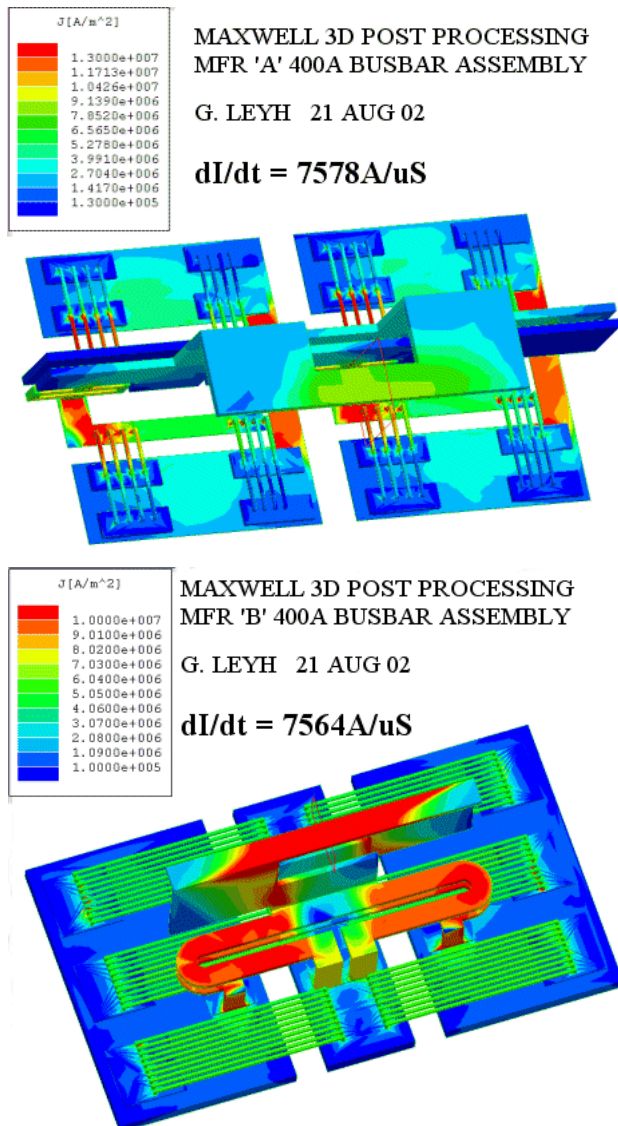 J[A/m^2]
1.3000e+007
1.1713e+007
1.0426e+007
9.1390e+006
7.8520e+006
6.5650e+006
5.2780e+006
3.9910e+006
2.7040e+006
1.4170e+006
1.3000e+005
MAXWELL 3D POST PROCESSING
MFR 'A' 400A BUSBAR ASSEMBLY
G. LEYH 21 AUG 02
dI/dt = 7578A/uS
J[A/m^2]
1.0000e+007
9.0100e+006
8.0200e+006
7.0300e+006
6.0400e+006
5.0500e+006
4.0600e+006
3.0700e+006
2.0800e+006
1.0900e+006
1.0000e+005
MAXWELL 3D POST PROCESSING
MFR 'B' 400A BUSBAR ASSEMBLY
G. LEYH 21 AUG 02
dI/dt = 7564A/uS